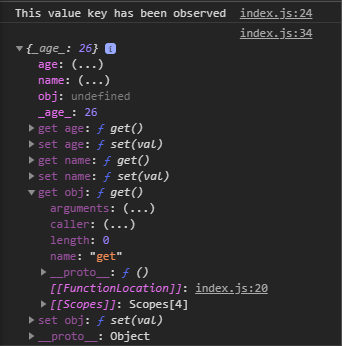 This value key has been observed index.js:24
index.js:34
{_age_: 26} i
age: (...)
name: (...)
obj: undefined
_age_: 26
get age: ƒ get()
set age: ƒ set(val)
get name: ƒ get()
set name: ƒ set(val)
get obj: ƒ get()
arguments: (...)
caller: (...)
length: 0
name: "get"
__proto__: ƒ ()
[[FunctionLocation]]: index.js:20
[[Scopes]]: Scopes[4]
set obj: ƒ set(val)
__proto__: Object